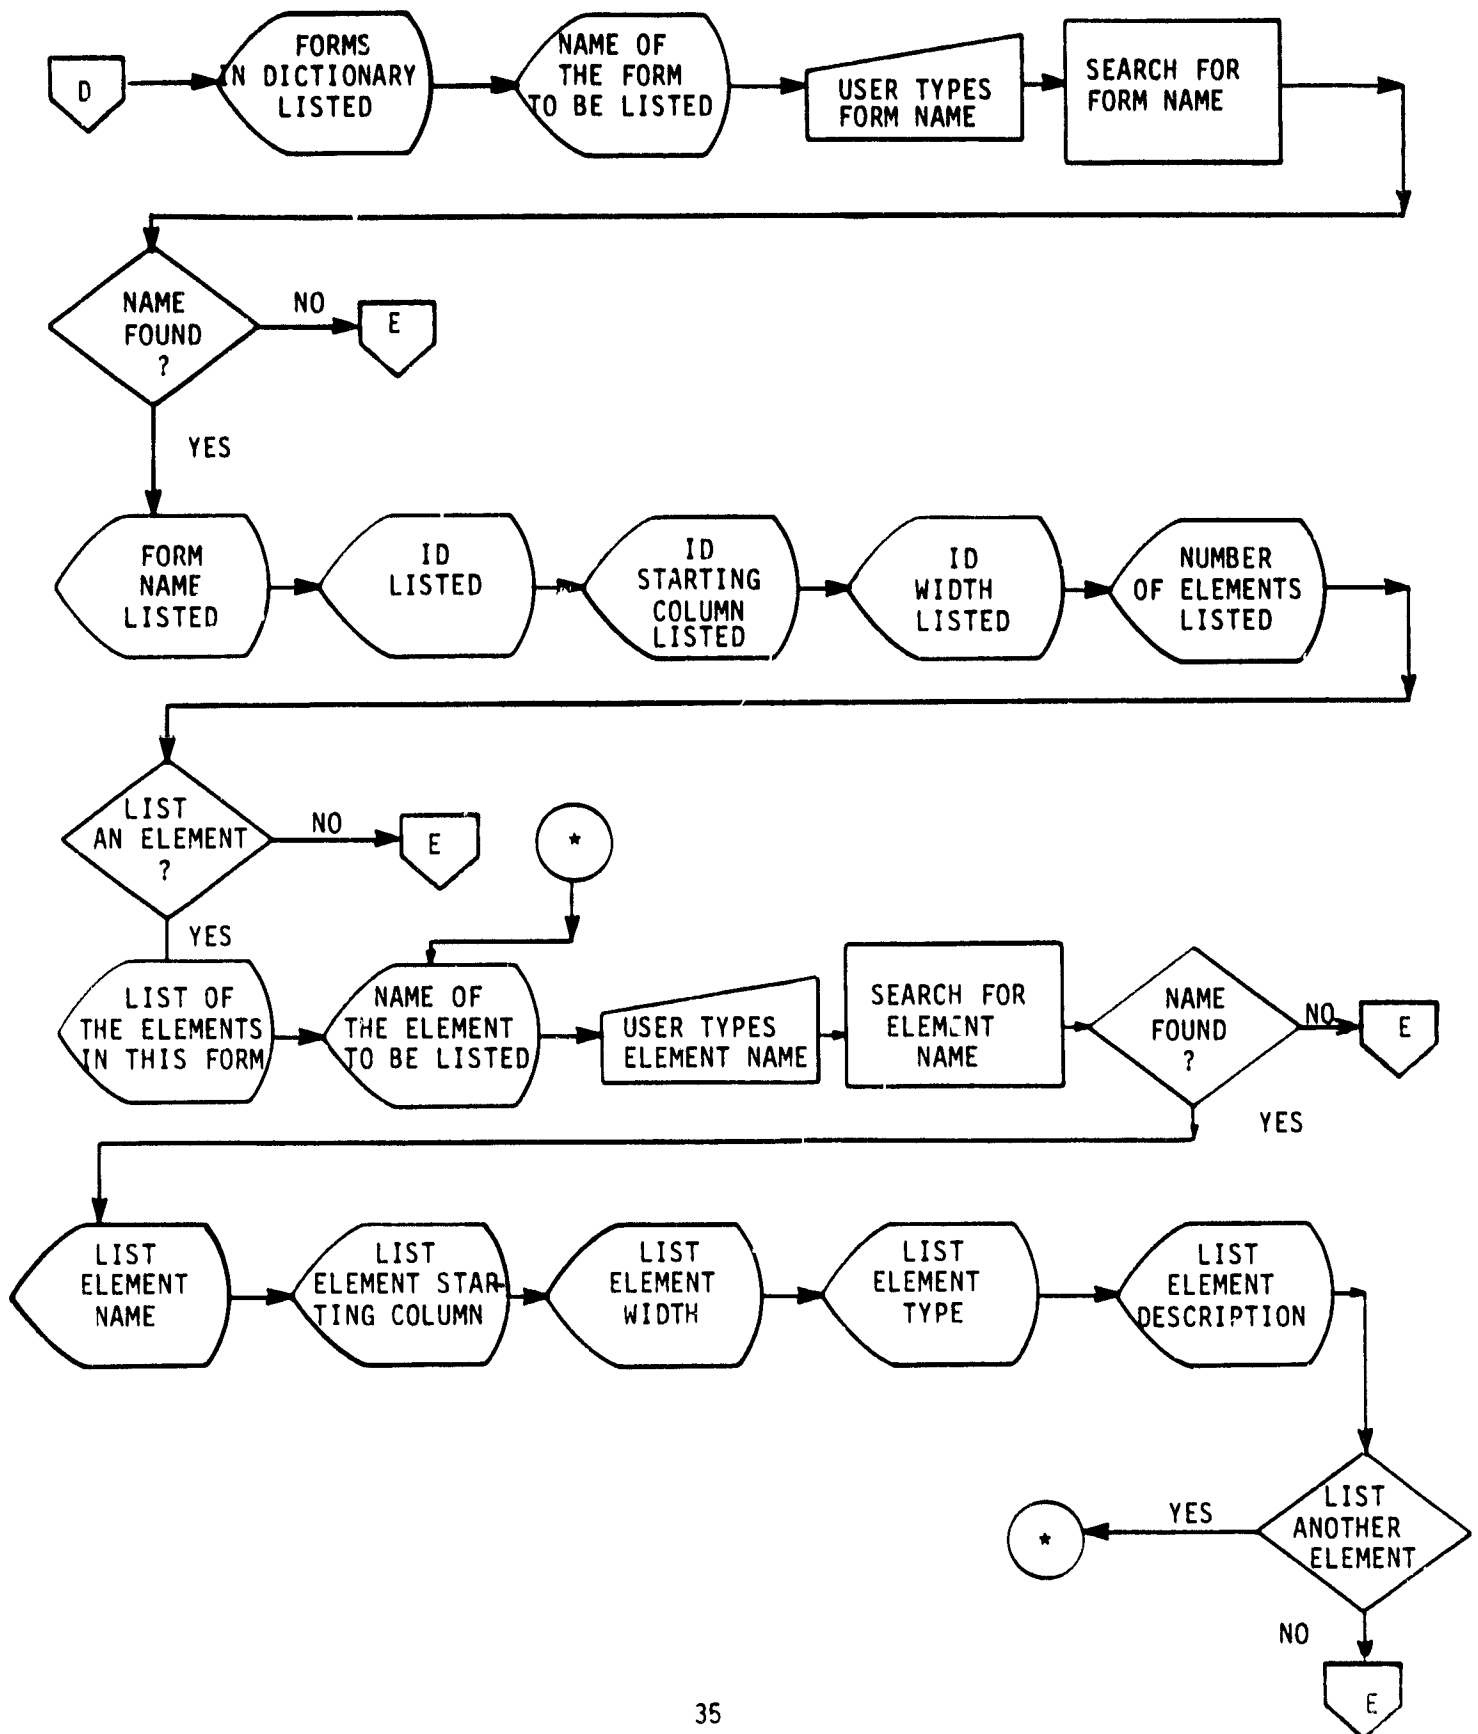 D
FORMS
IN DICTIONARY
LISTED
NAME OF
THE FORM
TO BE LISTED
USER TYPES
FORM NAME
SEARCH FOR
FORM NAME
NAME
FOUND
?
NO
E
YES
FORM
NAME
LISTED
ID
LISTED
ID
STARTING
COLUMN
LISTED
ID
WIDTH
LISTED
NUMBER
OF ELEMENTS
LISTED
LIST
AN ELEMENT
?
NO
E
*
YES
LIST OF
THE ELEMENTS
IN THIS FORM
NAME OF
THE ELEMENT
TO BE LISTED
USER TYPES
ELEMENT NAME
SEARCH FOR
ELEMENT
NAME
NAME
FOUND
?
NO
E
YES
LIST
ELEMENT
NAME
LIST
ELEMENT STAR-
TING COLUMN
LIST
ELEMENT
WIDTH
LIST
ELEMENT
TYPE
LIST
ELEMENT
DESCRIPTION
LIST
ANOTHER
ELEMENT
YES
*
NO
E
35